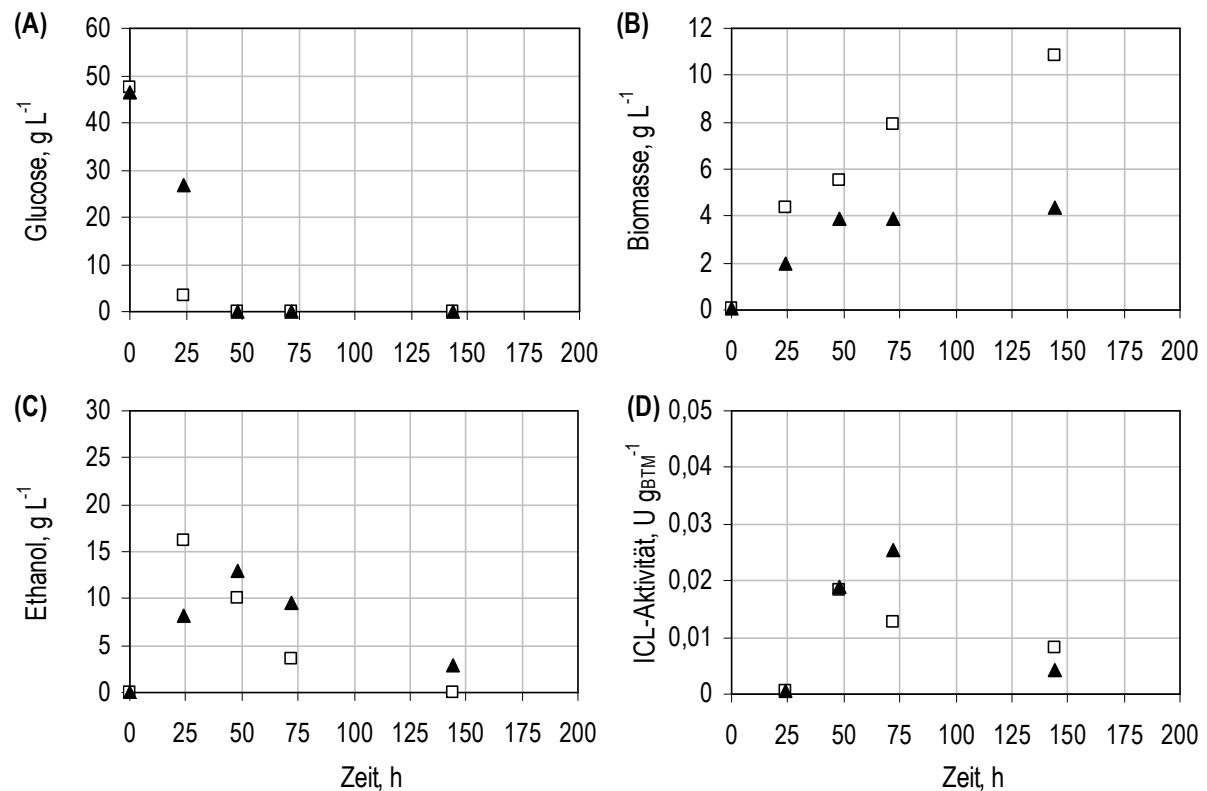 (A)
60
50
40
30
20
10
0
Glucose, g L⁻¹
0 25 50 75 100 125 150 175 200
(B)
12
10
8
6
4
2
0
Biomasse, g L⁻¹
0 25 50 75 100 125 150 175 200
(C)
30
25
20
15
10
5
0
Ethanol, g L⁻¹
0 25 50 75 100 125 150 175 200
Zeit, h
(D)
0,05
0,04
0,03
0,02
0,01
0
ICL-Aktivität, U gBTM⁻¹
0 25 50 75 100 125 150 175 200
Zeit, h